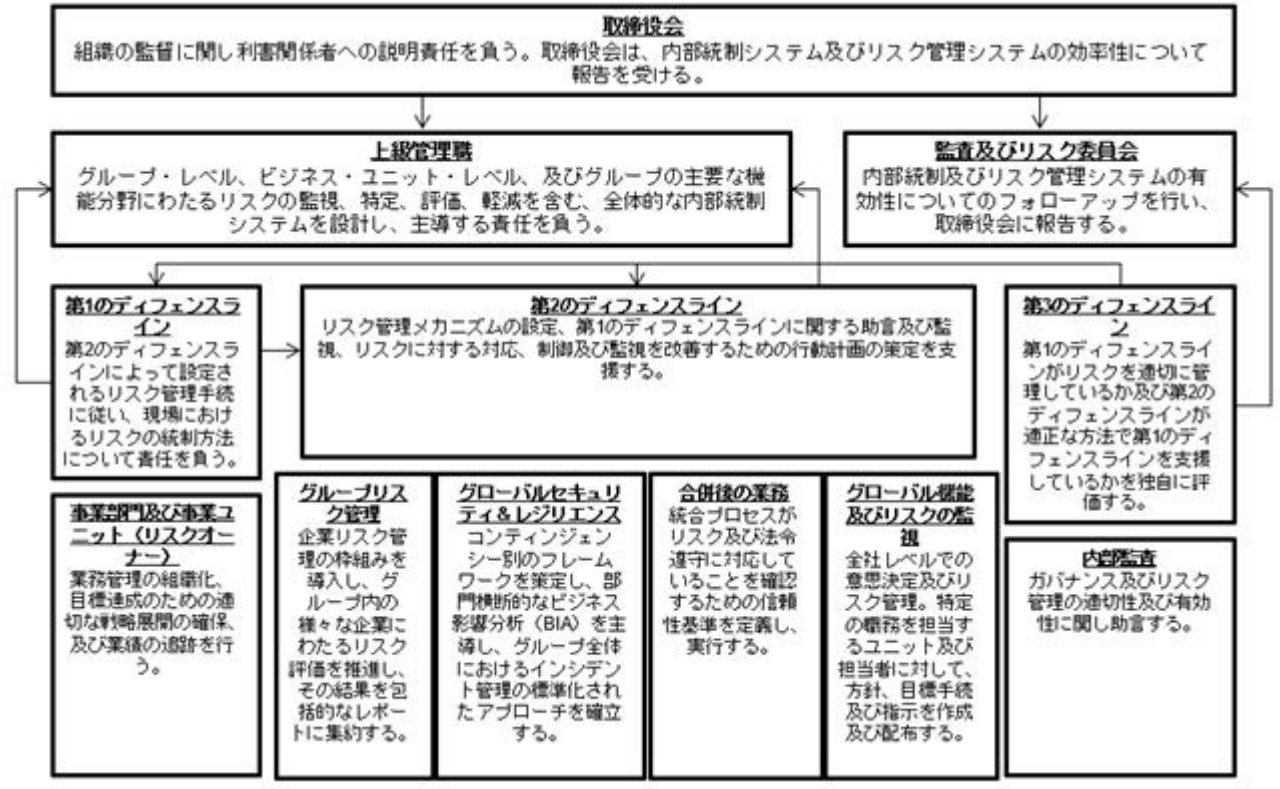 取締役会
組織の監督に関し利害関係者への説明責任を負う。取締役会は、内部統制システム及びリスク管理システムの効率性について
報告を受ける。
上級管理職
グループ・レベル、ビジネス・ユニット・レベル、及びグループの主要な機
能分野にわたるリスクの監視、特定、評価、軽減を含む、全体的な内部統制
システムを設計し、主導する責任を負う。
監査及びリスク委員会
内部統制及びリスク管理システムの有
効性についてのフォローアップを行い、
取締役会に報告する。
第1のディフェンスラ
イン
第2のディフェンスラ
インによって設定さ
れるリスク管理手続
に従い、現場におけ
るリスクの統制方法
について責任を負う。
第2のディフェンスライン
リスク管理メカニズムの設定、第1のディフェンスラインに関する助言及び監
視、リスクに対する対応、制御及び監視を改善するための行動計画の策定を支
援する。
第3のディフェンスライ
ン
第1のディフェンスライ
ンがリスクを適切に管
理しているか及び第2の
ディフェンスラインが
適正な方法で第1のディ
フェンスラインを支援
しているかを独自に評
価する。
事業部門及び事業ユ
ニット（リスクオー
ナー）
業務管理の組織化、
目標達成のための適
切な戦略展開の確保、
及び業績の追跡を行
う。
グループリス
ク管理
企業リスク管
理の枠組みを
導入し、グ
ループ内の
様々な企業に
わたるリスク
評価を推進し、
その結果を包
括的なレポー
トに集約する。
グローバルセキュリ
ティ＆レジリエンス
コンティンジェン
シー別のフレーム
ワークを策定し、部
門横断的なビジネス
影響分析（BIA）を主
導し、グループ全体
におけるインシデン
ト管理の標準化され
たアプローチを確立
する。
合併後の業務
統合プロセスが
リスク及び法令
遵守に対応して
いることを確認
するための信頼
性基準を定義し、
実行する。
グローバル機能
及びリスクの監
視
全社レベルでの
意思決定及びリ
スク管理。特定
の職務を担当す
るユニット及び
担当者に対して、
方針、目標手続
及び指示を作成
及び配布する。
内部監査
ガバナンス及びリスク
管理の適切性及び有効
性に関し助言する。